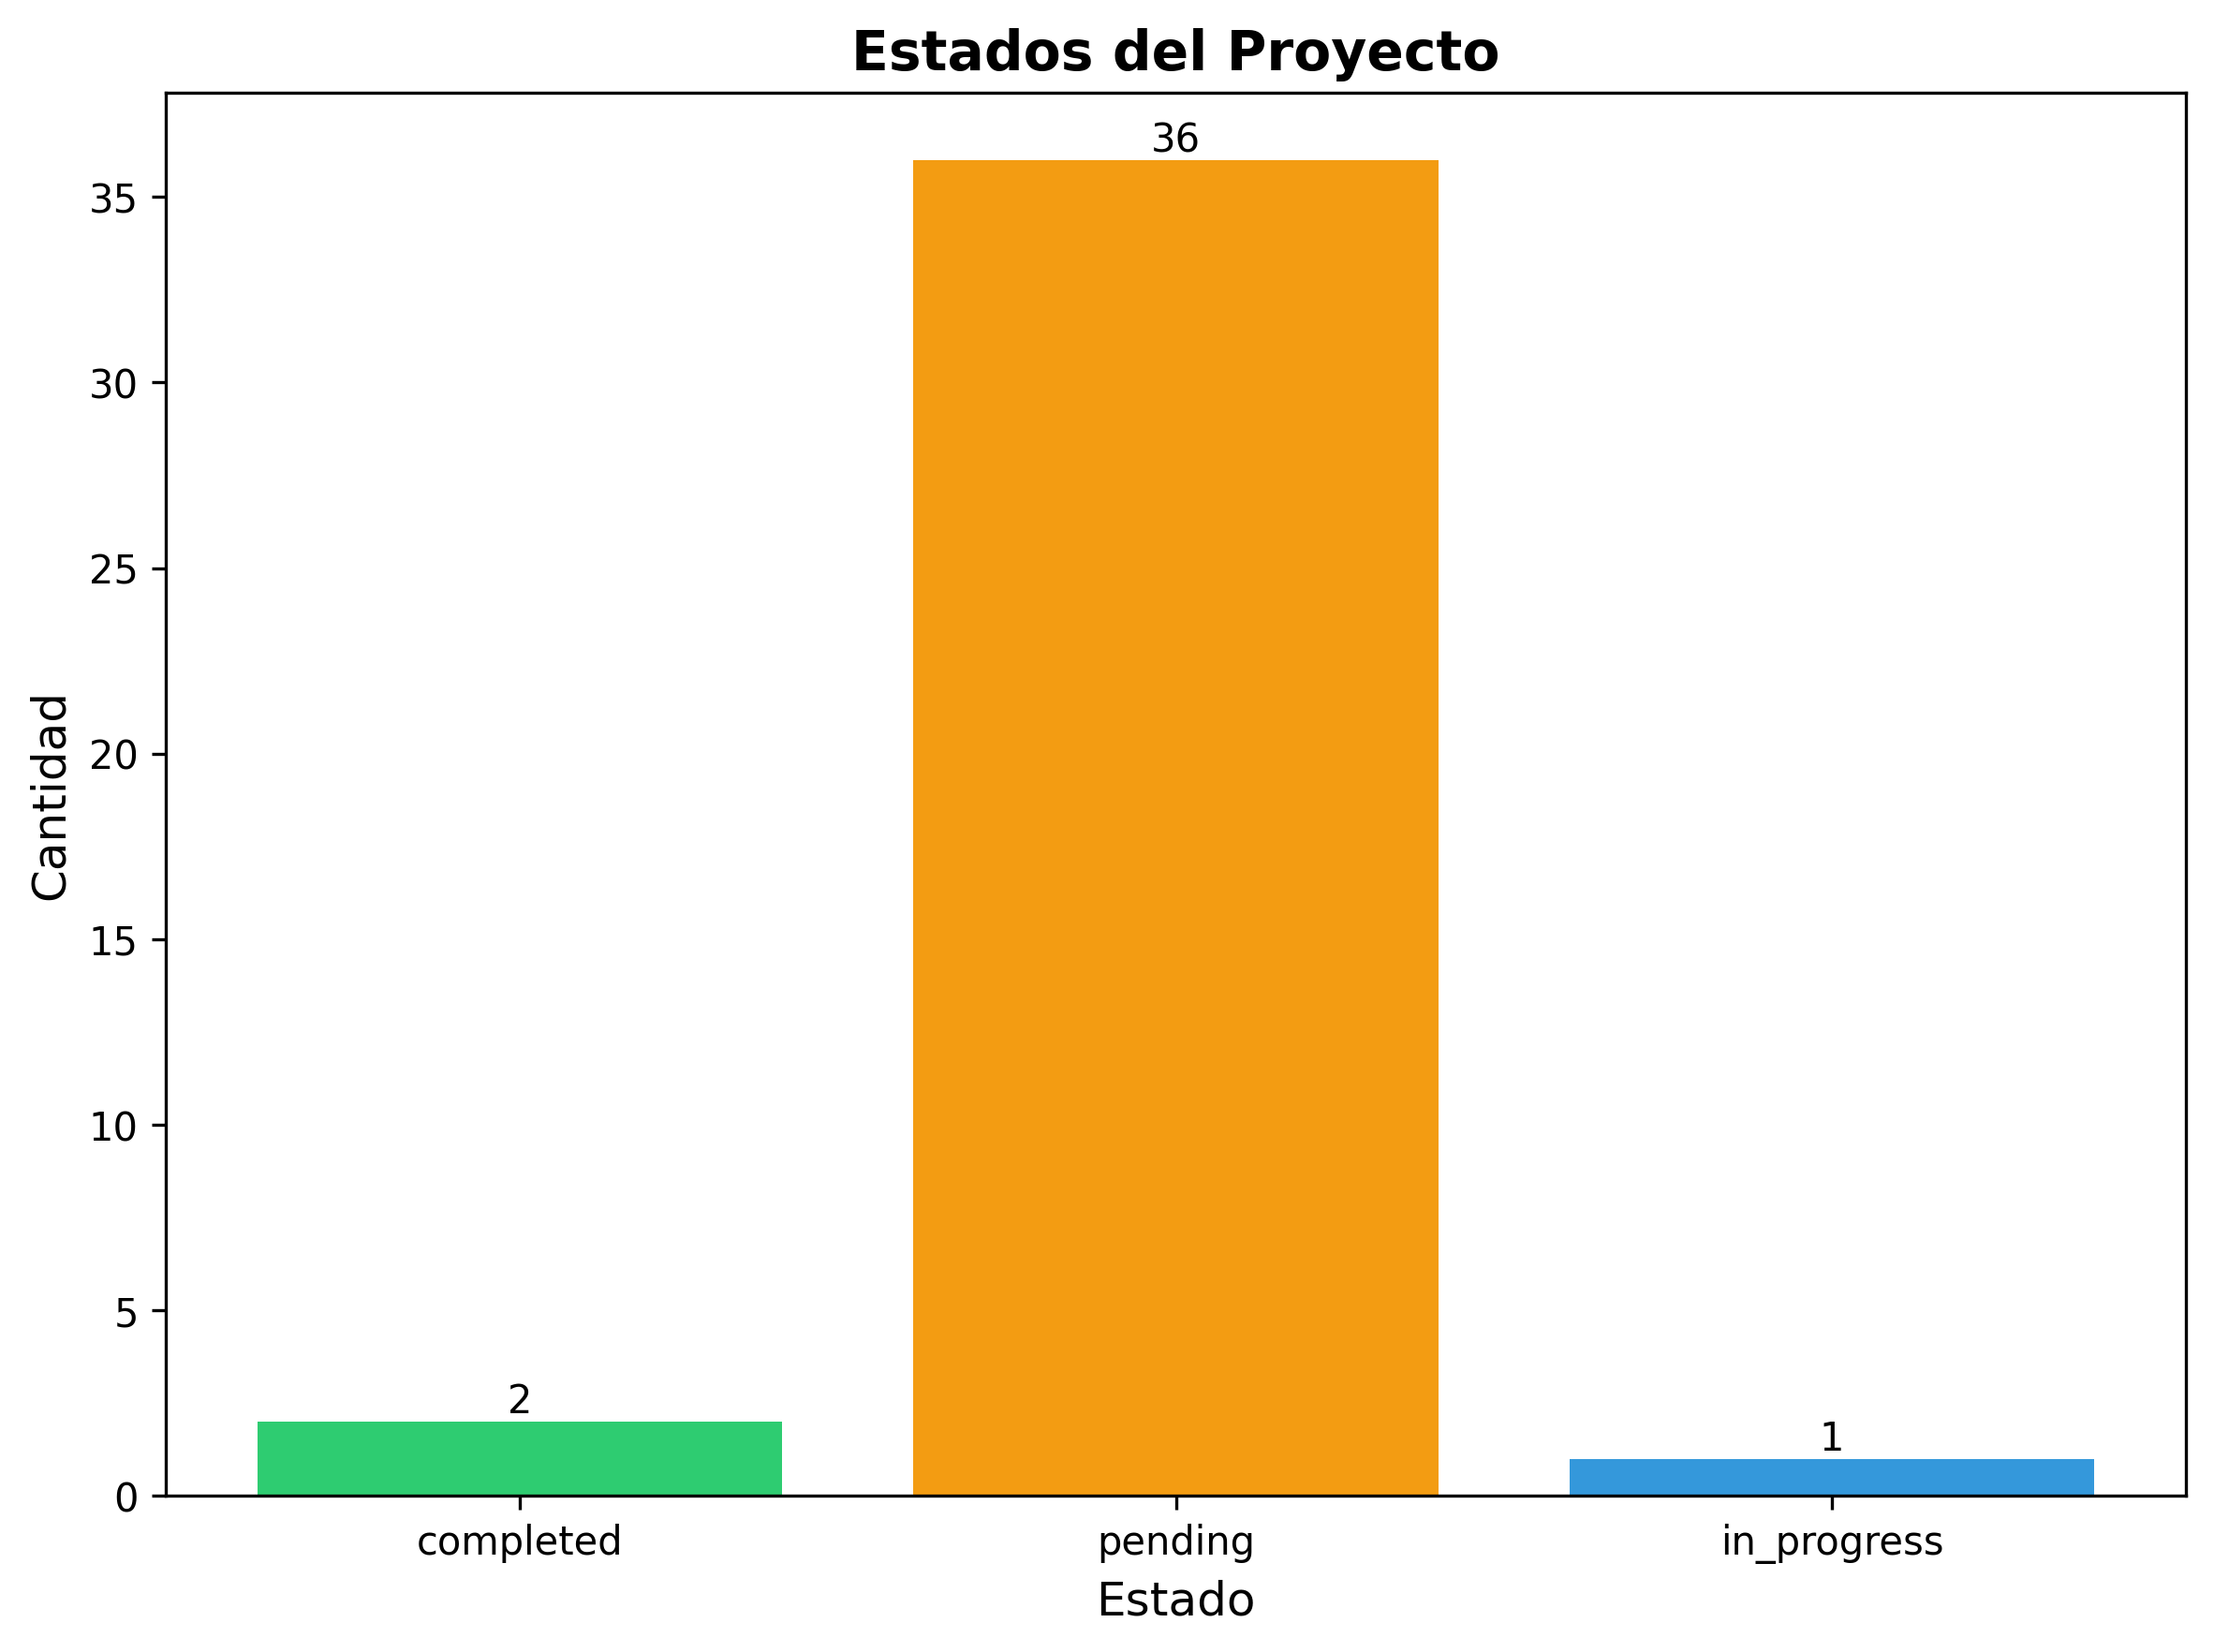 Estados del Proyecto
36
35
30
25
20
15
10
5
0
Cantidad
2
1
completed
pending
in_progress
Estado